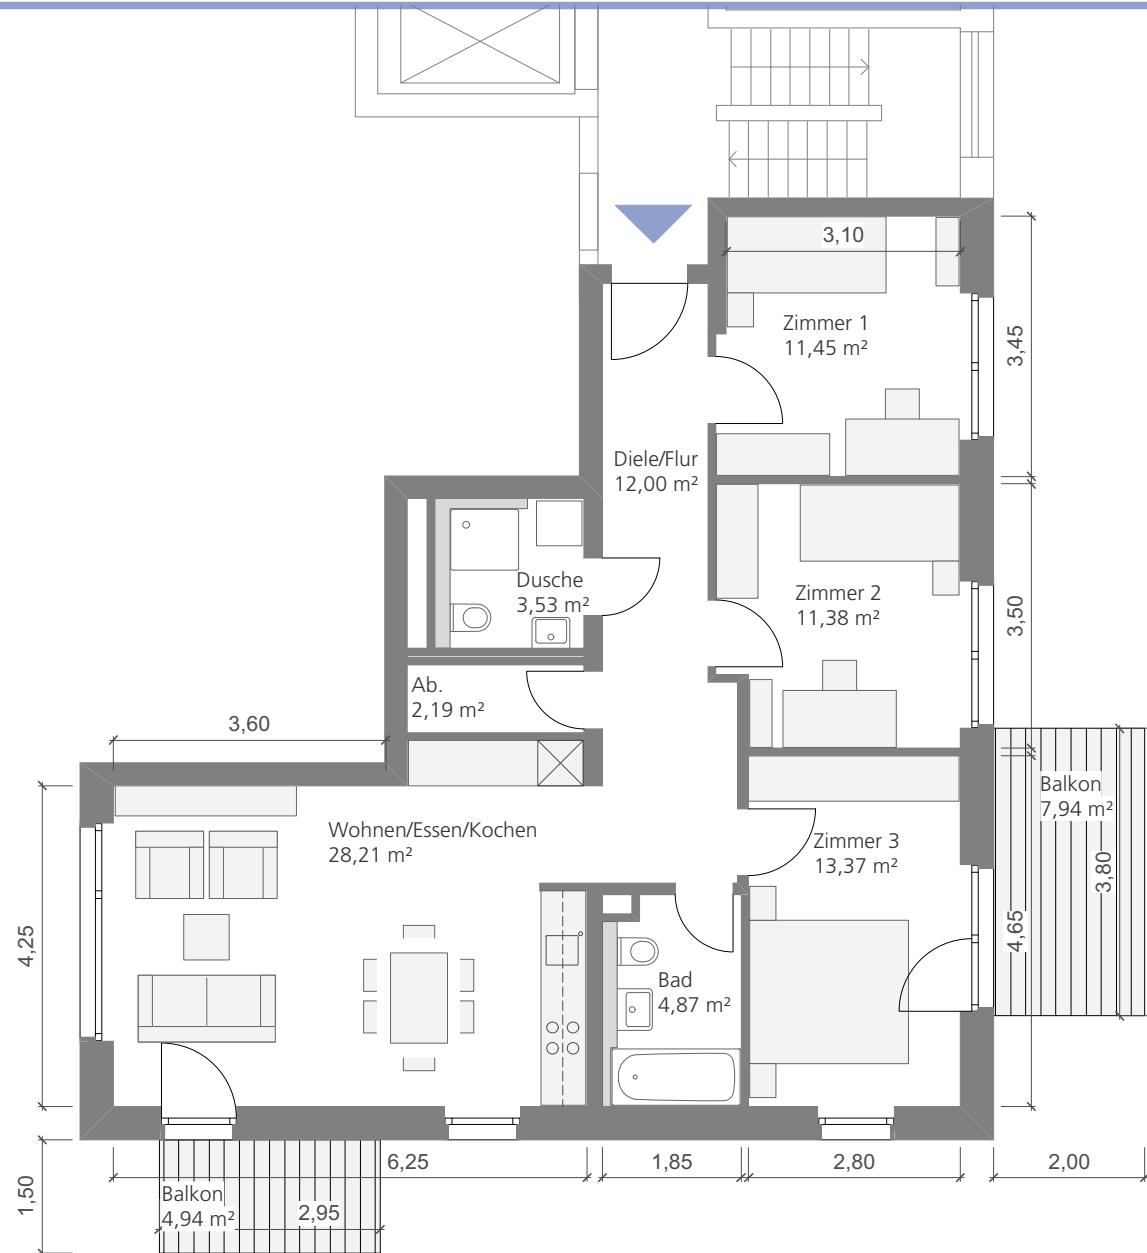 3,10
Zimmer 1
11,45 m²
3,45
Diele/Flur
12,00 m²
Dusche
3,53 m²
Zimmer 2
11,38 m²
3,50
Ab.
2,19 m²
3,60
Balkon
7,94 m²
Wohnen/Essen/Kochen
28,21 m²
Zimmer 3
13,37 m²
3,80
4,25
4,65
Bad
4,87 m²
6,25
1,85
2,80
2,00
1,50
Balkon
4,94 m²
2,95